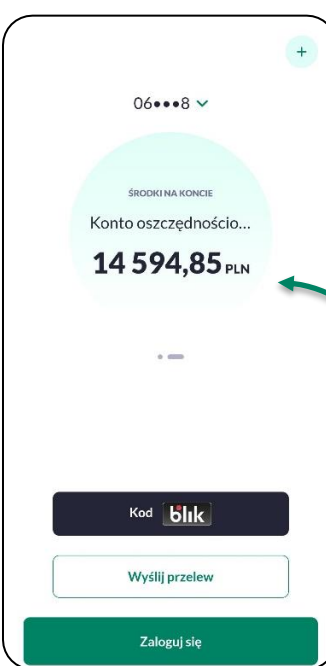 +
06●●●8
ŚRODKI NA KONCIE
Konto oszczędnościo...
14 594,85 PLN
Kod blik
Wyślij przelew
Zaloguj się